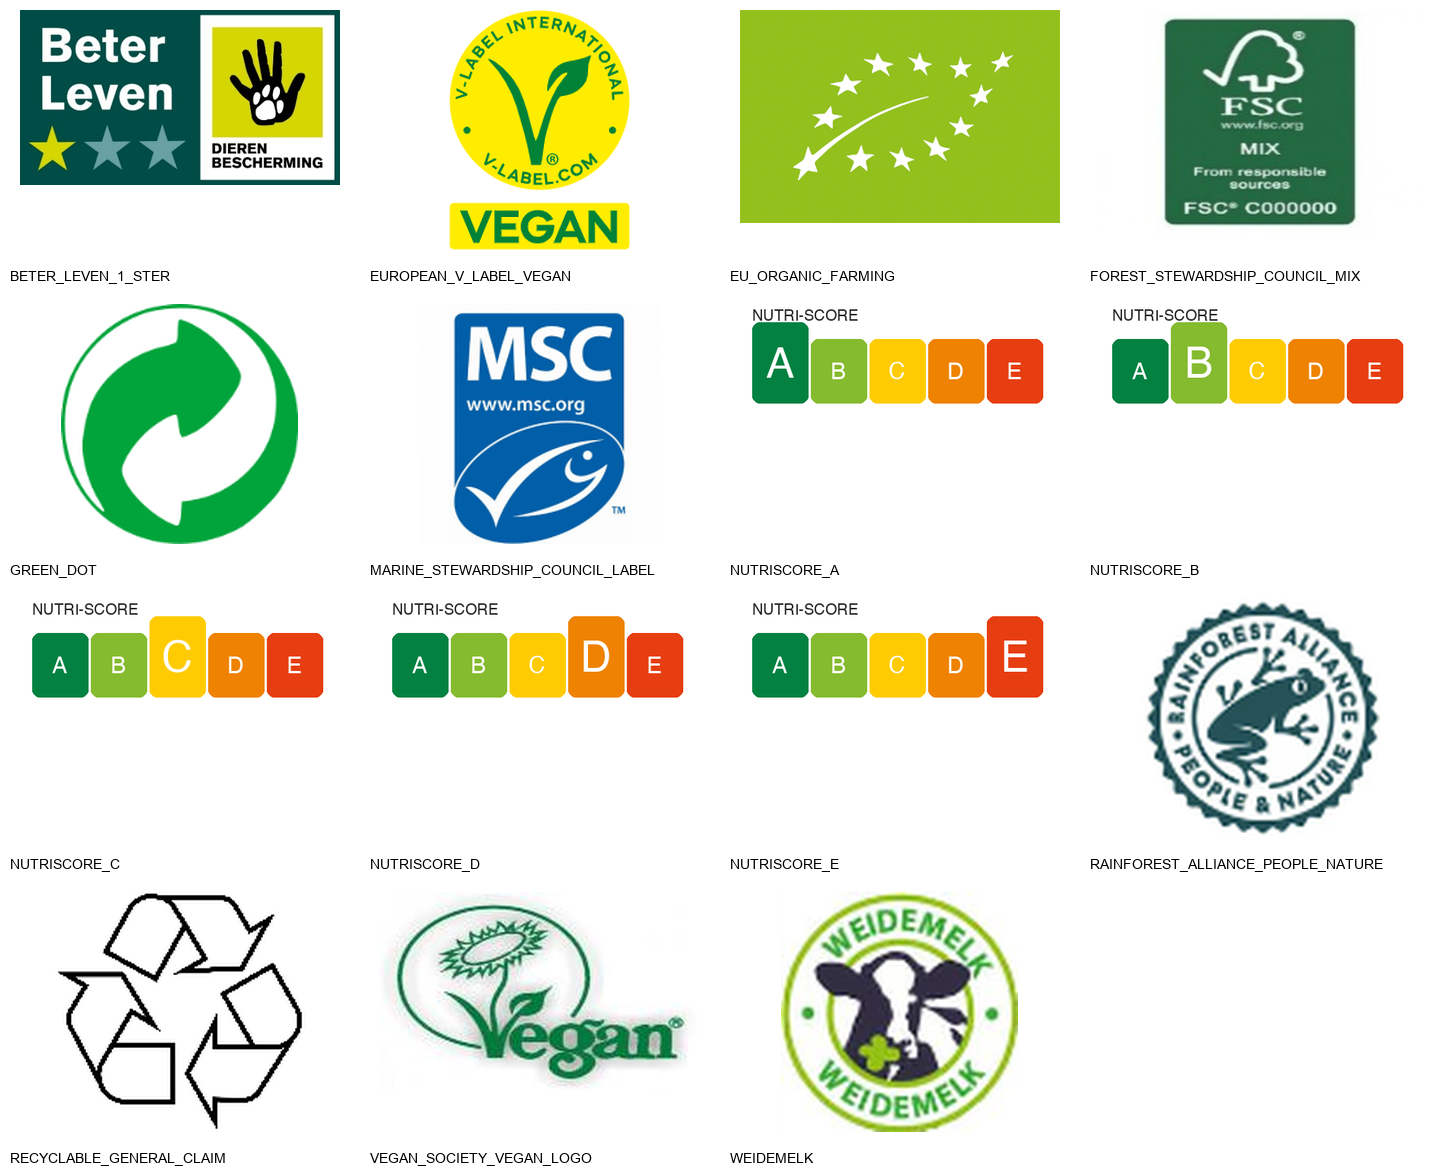 Beter
Leven
DIEREN
BESCHERMING
BETER_LEVEN_1_STER
V-LABEL INTERNATIONAL
V-LABEL.COM
®
VEGAN
EUROPEAN_V_LABEL_VEGAN
EU_ORGANIC_FARMING
®
FSC
www.fsc.org
MIX
From responsible
sources
FSC® C000000
FOREST_STEWARDSHIP_COUNCIL_MIX
GREEN_DOT
MSC
www.msc.org
TM
MARINE_STEWARDSHIP_COUNCIL_LABEL
NUTRI-SCORE
A B C D E
NUTRISCORE_A
NUTRI-SCORE
A B C D E
NUTRISCORE_B
NUTRI-SCORE
A B C D E
NUTRISCORE_C
NUTRI-SCORE
A B C D E
NUTRISCORE_D
NUTRI-SCORE
A B C D E
NUTRISCORE_E
RAINFOREST ALLIANCE
PEOPLE & NATURE
RAINFOREST_ALLIANCE_PEOPLE_NATURE
RECYCLABLE_GENERAL_CLAIM
Vegan®
VEGAN_SOCIETY_VEGAN_LOGO
WEIDEMELK
WEIDEMELK
WEIDEMELK